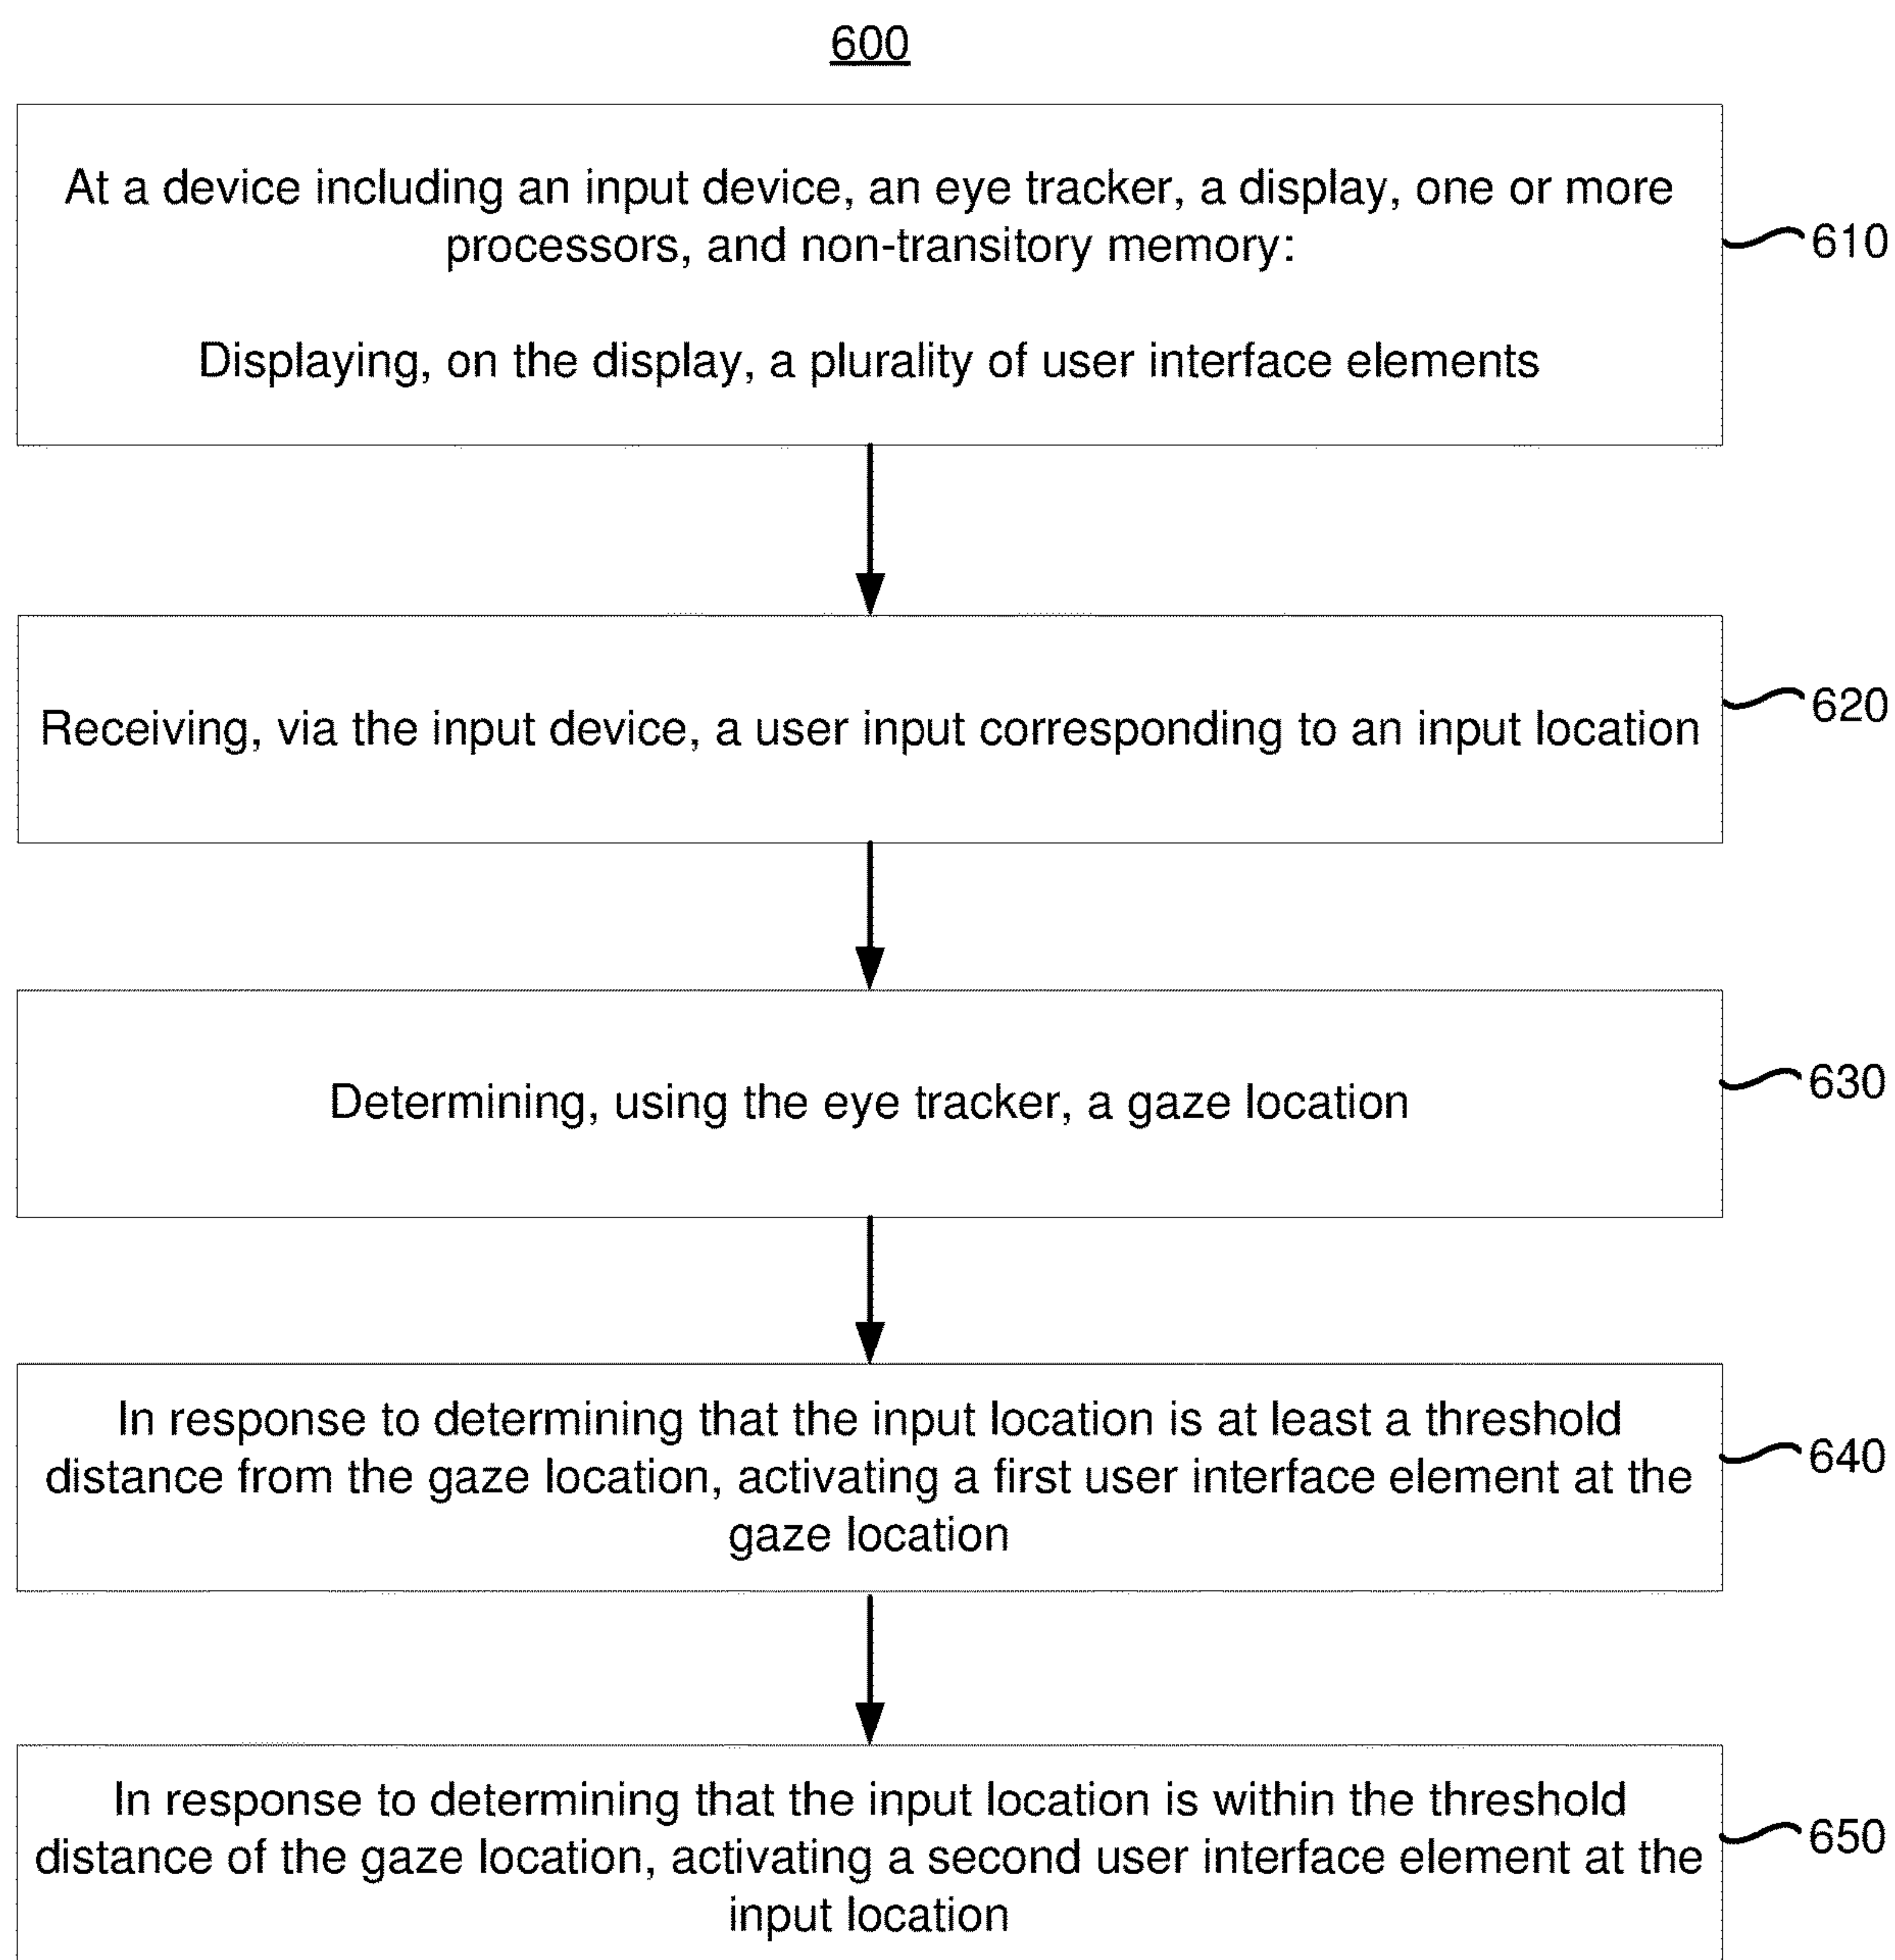 600
At a device including an input device, an eye tracker, a display, one or more
processors, and non-transitory memory:
Displaying, on the display, a plurality of user interface elements
610
Receiving, via the input device, a user input corresponding to an input location
620
Determining, using the eye tracker, a gaze location
630
In response to determining that the input location is at least a threshold
distance from the gaze location, activating a first user interface element at the
gaze location
640
In response to determining that the input location is within the threshold
distance of the gaze location, activating a second user interface element at the
input location
650